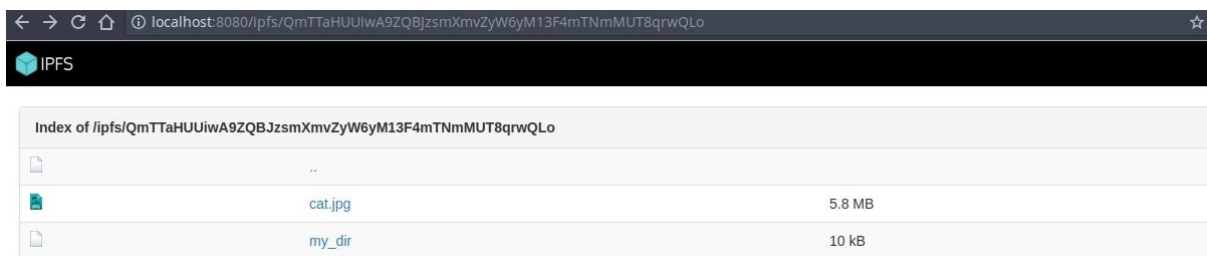 localhost:8080/ipfs/QmTTaHUUiwA9ZQBJzsmXmvZyW6yM13F4mTNmMUT8qrwQLo
IPFS
Index of /ipfs/QmTTaHUUiwA9ZQBJzsmXmvZyW6yM13F4mTNmMUT8qrwQLo
..
cat.jpg 5.8 MB
my_dir 10 kB